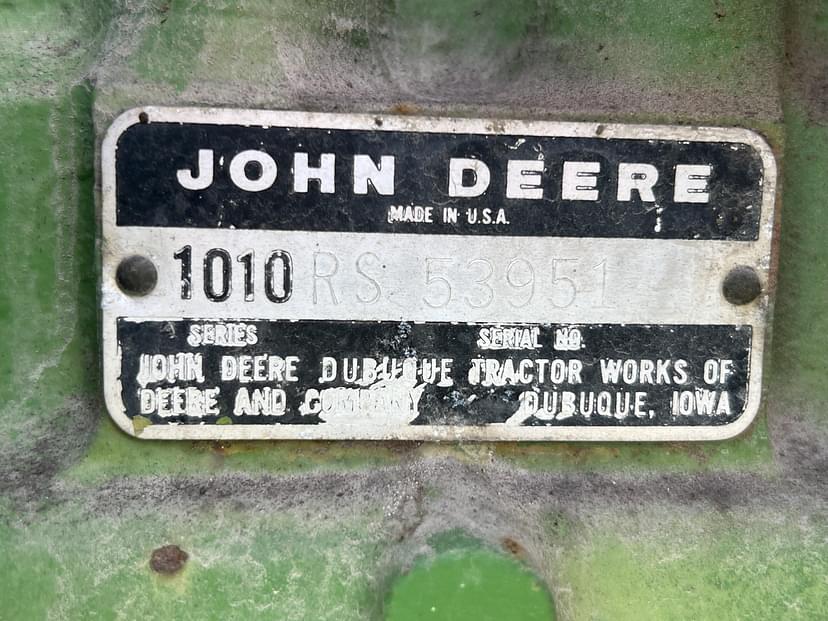 JOHN DEERE
MADE IN U.S.A.
1010 RS 53951
SERIES SERIAL NO.
JOHN DEERE DUBUQUE TRACTOR WORKS OF
DEERE AND COMPANY DUBUQUE, IOWA